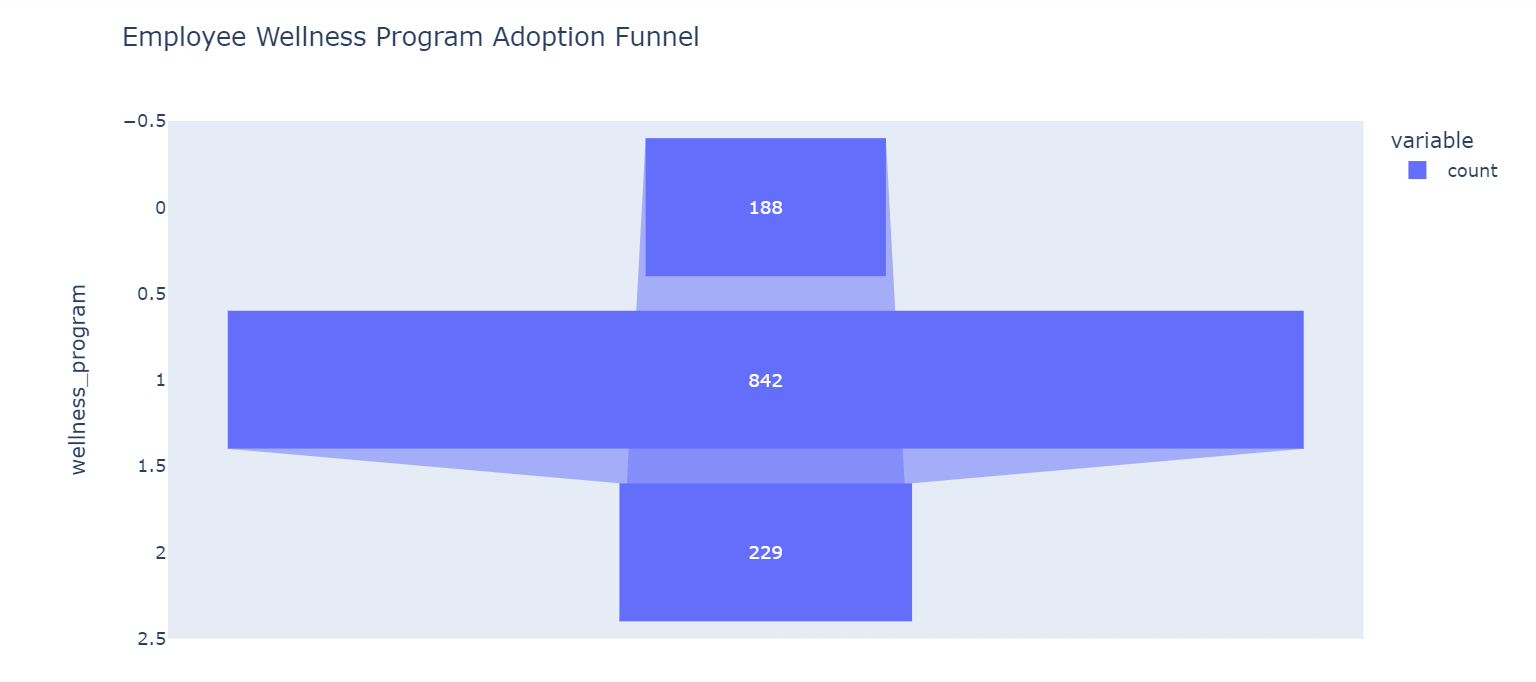 Employee Wellness Program Adoption Funnel
−0.5
variable
count
0
188
0.5
wellness_program
1
842
1.5
2
229
2.5